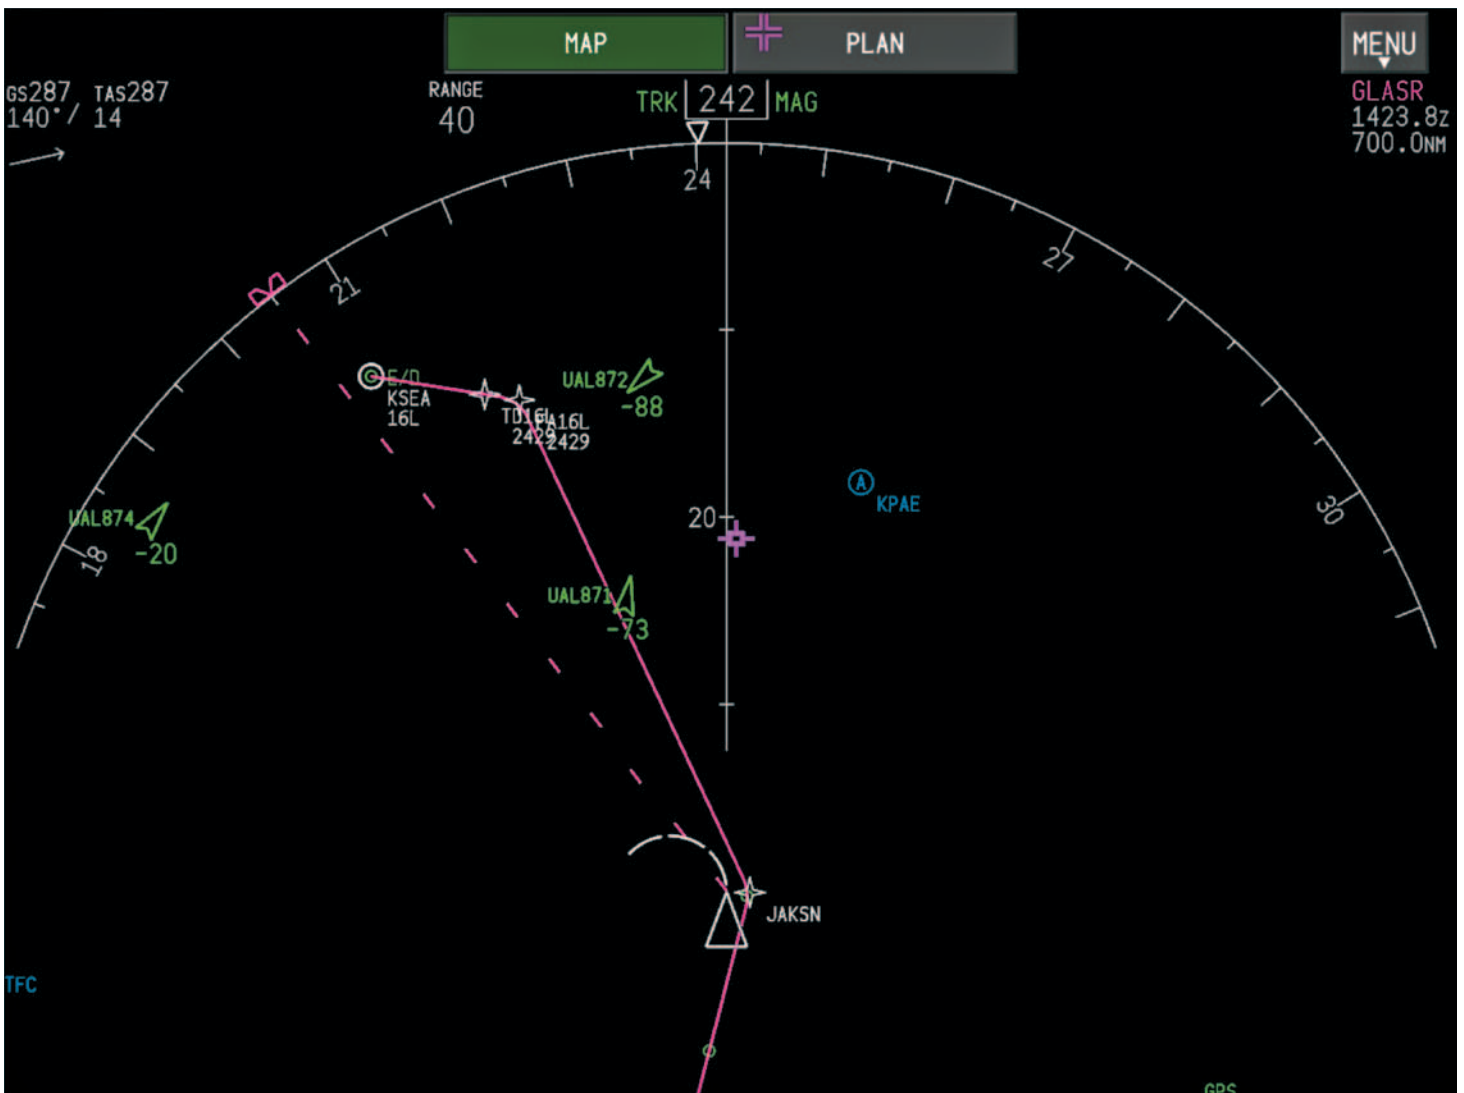 MAP
PLAN
MENU
GS287 TAS287
140°/ 14
RANGE
40
TRK 242 MAG
GLASR
1423.8z
700.0NM
24
27
21
E/D
KSEA
16L
UAL872
-88
TD16L
2429
FA16L
2429
A
KPAE
30
UAL874
-20
18
20
UAL871
-73
JAKSN
TFC
GPS